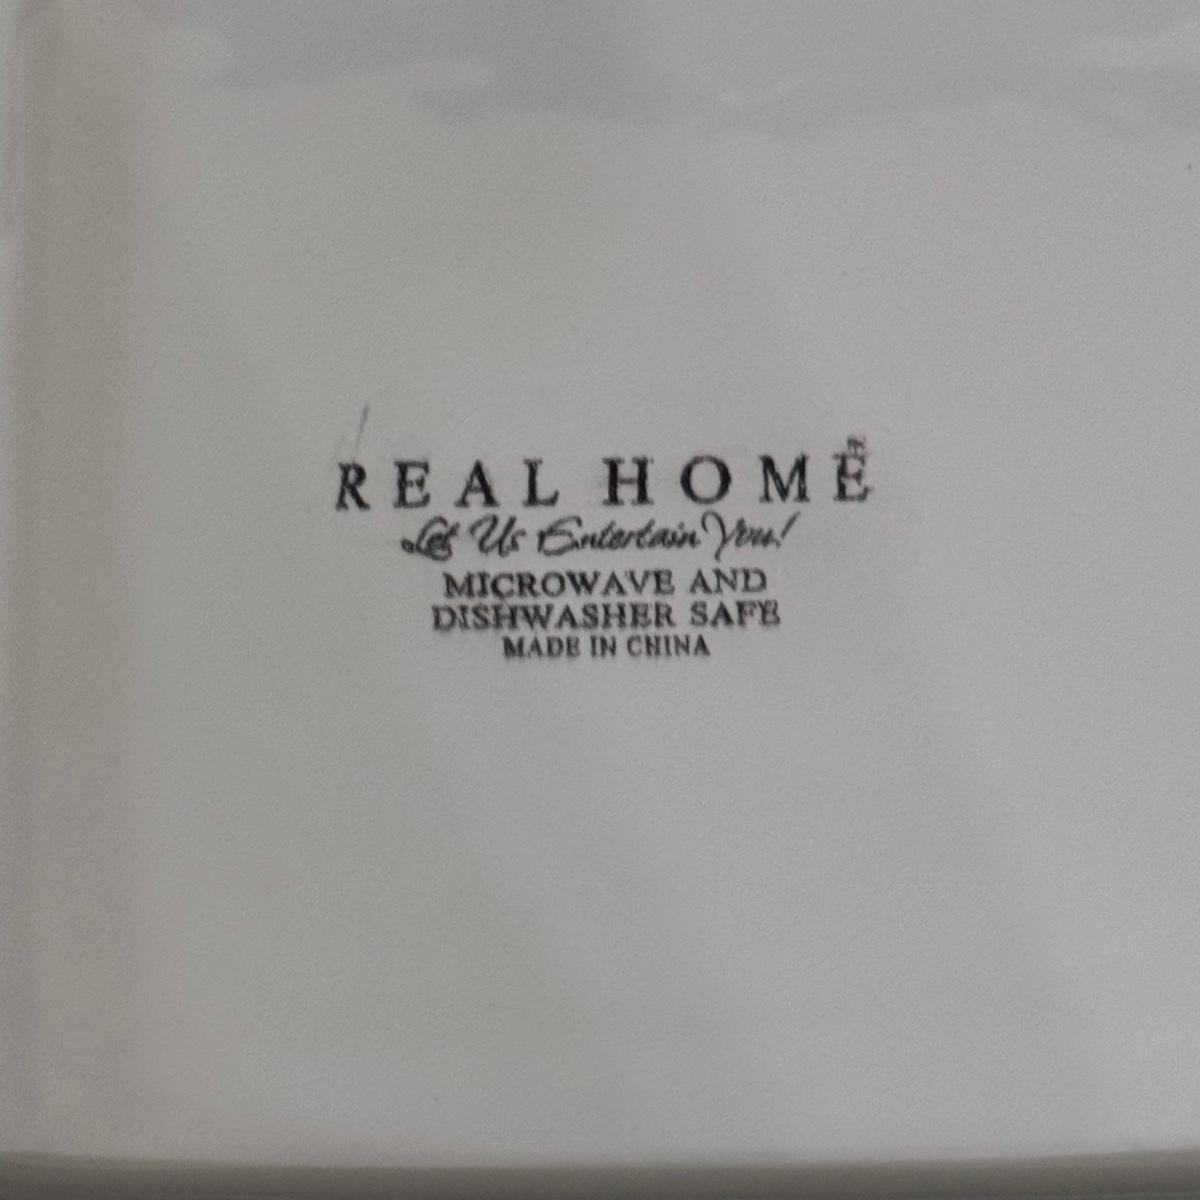 REAL HOME
Let Us Entertain You!
MICROWAVE AND
DISHWASHER SAFE
MADE IN CHINA